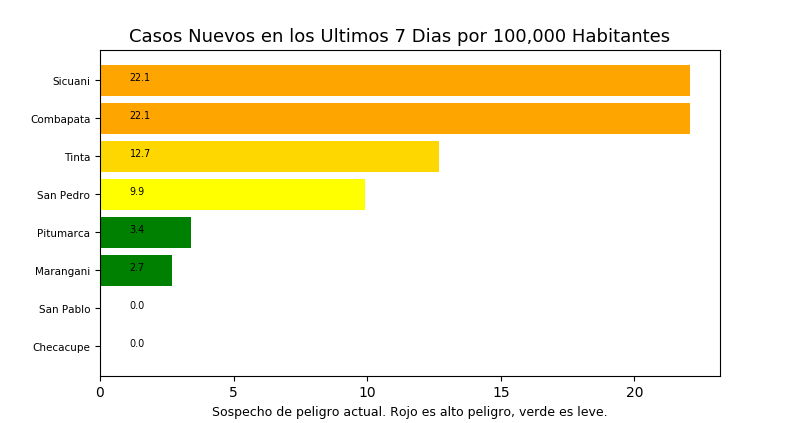 Casos Nuevos en los Ultimos 7 Dias por 100,000 Habitantes
Sicuani 22.1
Combapata 22.1
Tinta 12.7
San Pedro 9.9
Pitumarca 3.4
Marangani 2.7
San Pablo 0.0
Checacupe 0.0
0 5 10 15 20
Sospecho de peligro actual. Rojo es alto peligro, verde es leve.